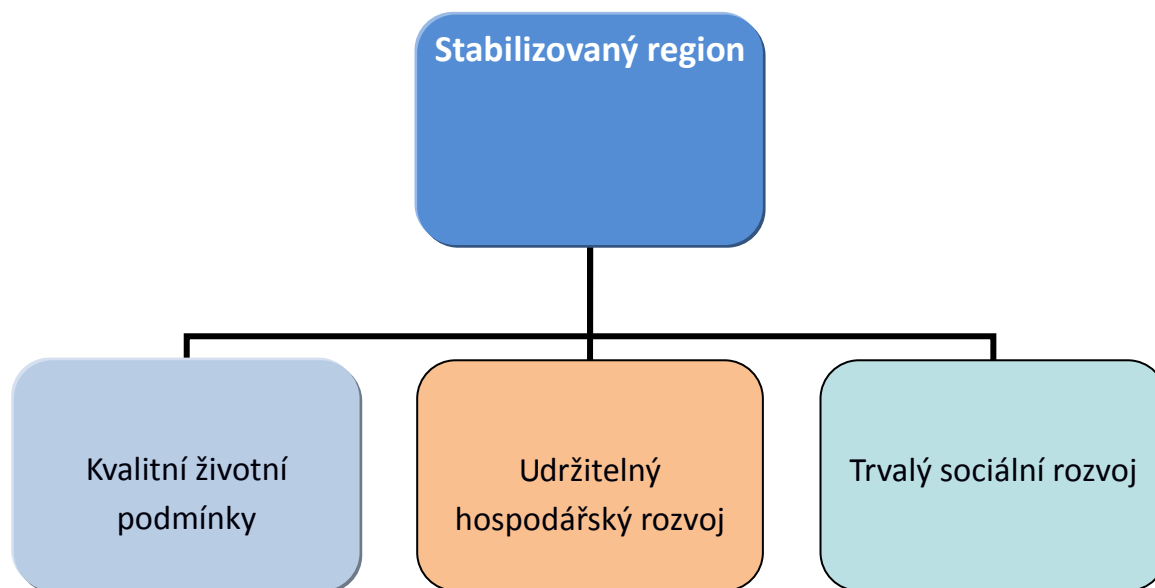 Stabilizovaný region
Kvalitní životní
podmínky
Udržitelný
hospodářský rozvoj
Trvalý sociální rozvoj